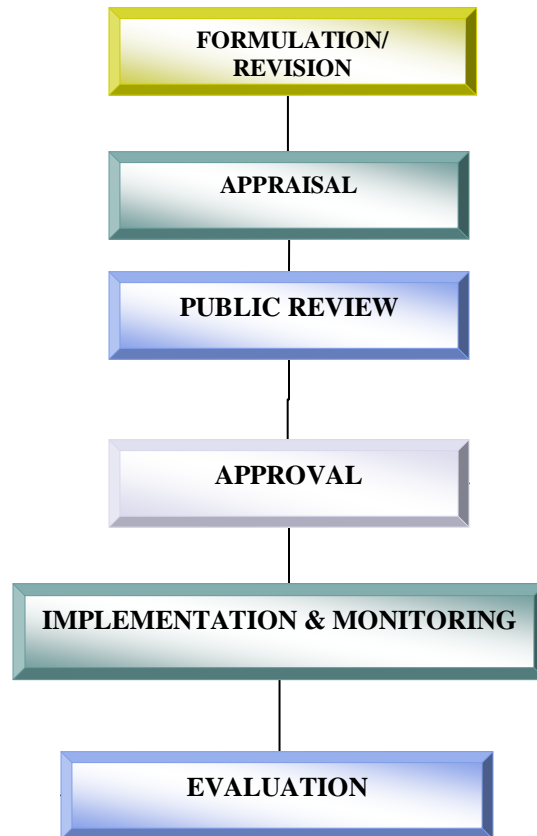 FORMULATION/
REVISION
APPRAISAL
PUBLIC REVIEW
APPROVAL
IMPLEMENTATION & MONITORING
EVALUATION